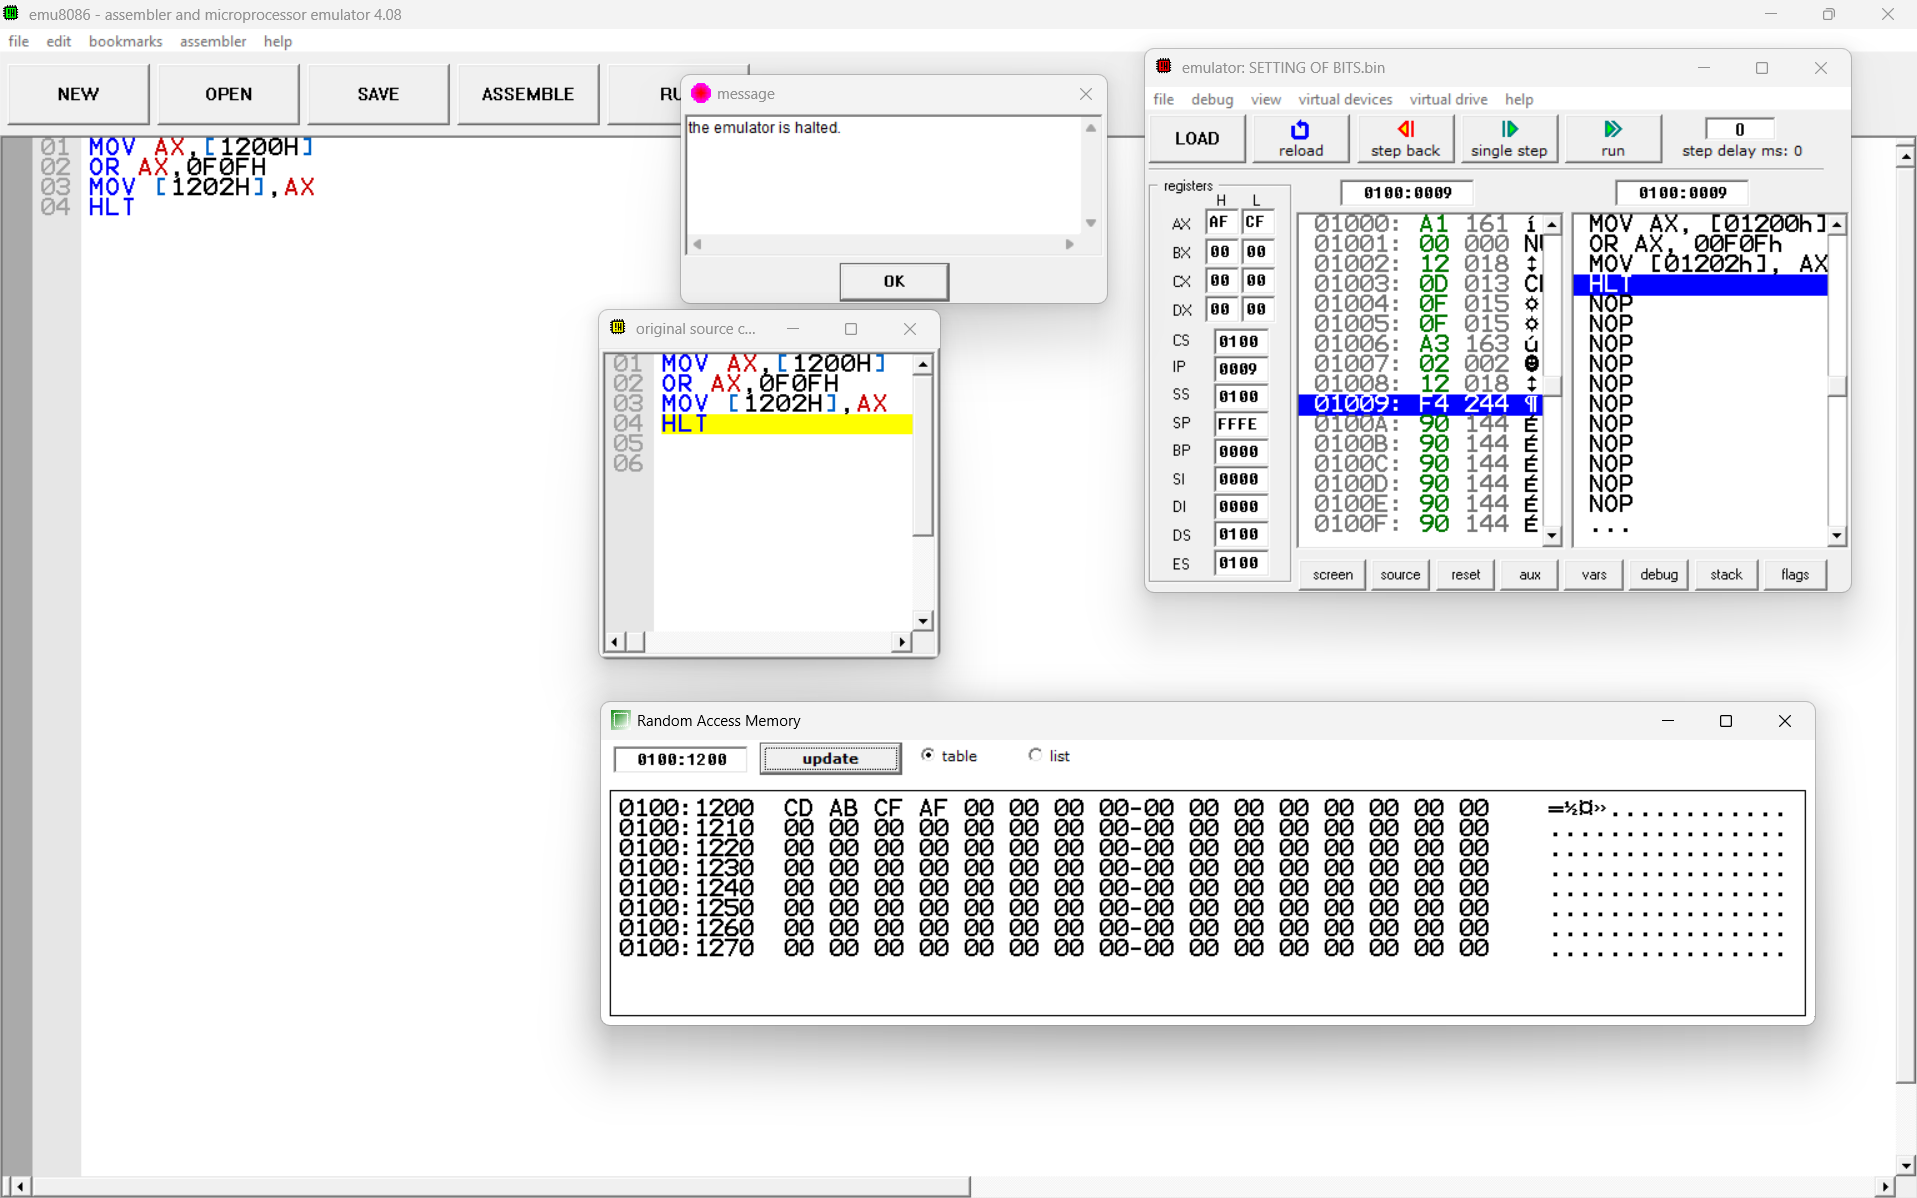 emu8086 - assembler and microprocessor emulator 4.08
file edit bookmarks assembler help
NEW OPEN SAVE ASSEMBLE RU
01 MOV AX,[1200H]
02 OR AX,0F0FH
03 MOV [1202H],AX
04 HLT
message
the emulator is halted.
OK
original source c...
01 MOV AX,[1200H]
02 OR AX,0F0FH
03 MOV [1202H],AX
04 HLT
05
06
emulator: SETTING OF BITS.bin
file debug view virtual devices virtual drive help
LOAD reload step back single step run 0
step delay ms: 0
registers
H L
AX AF CF
BX 00 00
CX 00 00
DX 00 00
CS 0100
IP 0009
SS 0100
SP FFFE
BP 0000
SI 0000
DI 0000
DS 0100
ES 0100
0100:0009
01000: A1 161 í
01001: 00 000 NU
01002: 12 018 ↕
01003: 0D 013 CR
01004: 0F 015 ☼
01005: 0F 015 ☼
01006: A3 163 ú
01007: 02 002 ☻
01008: 12 018 ↕
01009: F4 244 ¶
0100A: 90 144 É
0100B: 90 144 É
0100C: 90 144 É
0100D: 90 144 É
0100E: 90 144 É
0100F: 90 144 É
0100:0009
MOV AX, [01200h]
OR AX, 00F0Fh
MOV [01202h], AX
HLT
NOP
NOP
NOP
NOP
NOP
NOP
NOP
NOP
NOP
NOP
NOP
...
screen source reset aux vars debug stack flags
Random Access Memory
0100:1200 update table list
0100:1200 CD AB CF AF 00 00 00 00-00 00 00 00 00 00 00 00 =½¤»............
0100:1210 00 00 00 00 00 00 00 00-00 00 00 00 00 00 00 00 ................
0100:1220 00 00 00 00 00 00 00 00-00 00 00 00 00 00 00 00 ................
0100:1230 00 00 00 00 00 00 00 00-00 00 00 00 00 00 00 00 ................
0100:1240 00 00 00 00 00 00 00 00-00 00 00 00 00 00 00 00 ................
0100:1250 00 00 00 00 00 00 00 00-00 00 00 00 00 00 00 00 ................
0100:1260 00 00 00 00 00 00 00 00-00 00 00 00 00 00 00 00 ................
0100:1270 00 00 00 00 00 00 00 00-00 00 00 00 00 00 00 00 ................